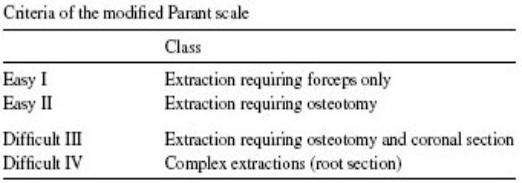 Criteria of the modified Parant scale
Class
Easy I Extraction requiring forceps only
Easy II Extraction requiring osteotomy
Difficult III Extraction requiring osteotomy and coronal section
Difficult IV Complex extractions (root section)